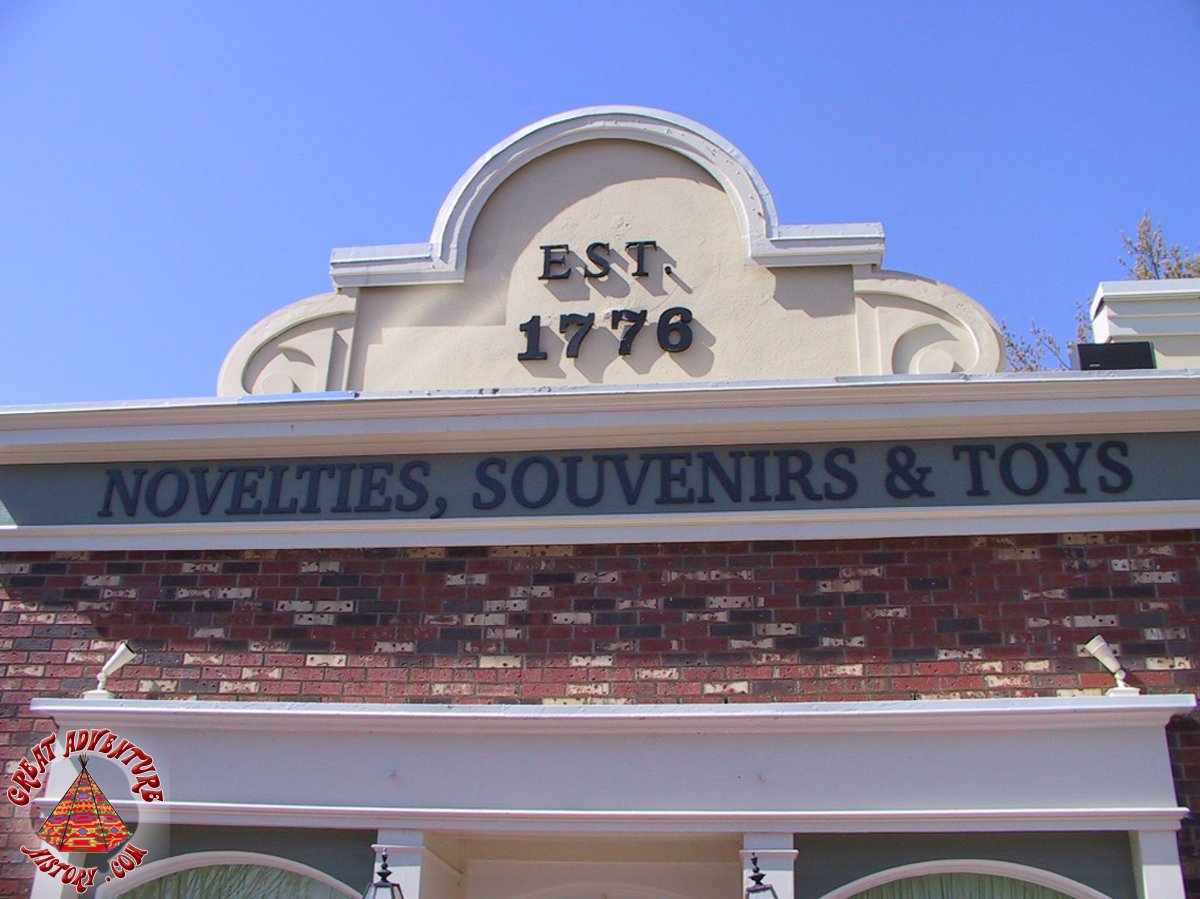 EST.
1776
NOVELTIES, SOUVENIRS & TOYS
GREAT ADVENTURE
HISTORY.COM